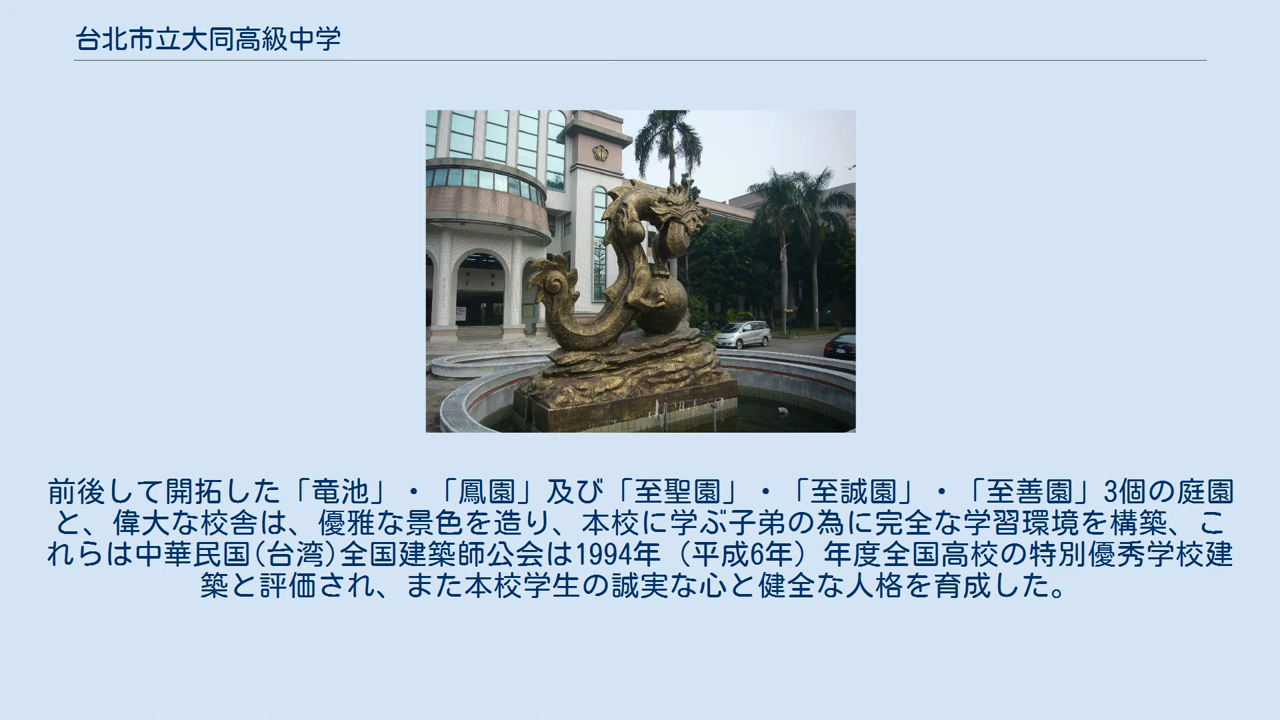 台北市立大同高級中学
前後して開拓した「竜池」・「鳳園」及び「至聖園」・「至誠園」・「至善園」3個の庭園
と、偉大な校舎は、優雅な景色を造り、本校に学ぶ子弟の為に完全な学習環境を構築、こ
れらは中華民国(台湾)全国建築師公会は1994年（平成6年）年度全国高校の特別優秀学校建
築と評価され、また本校学生の誠実な心と健全な人格を育成した。